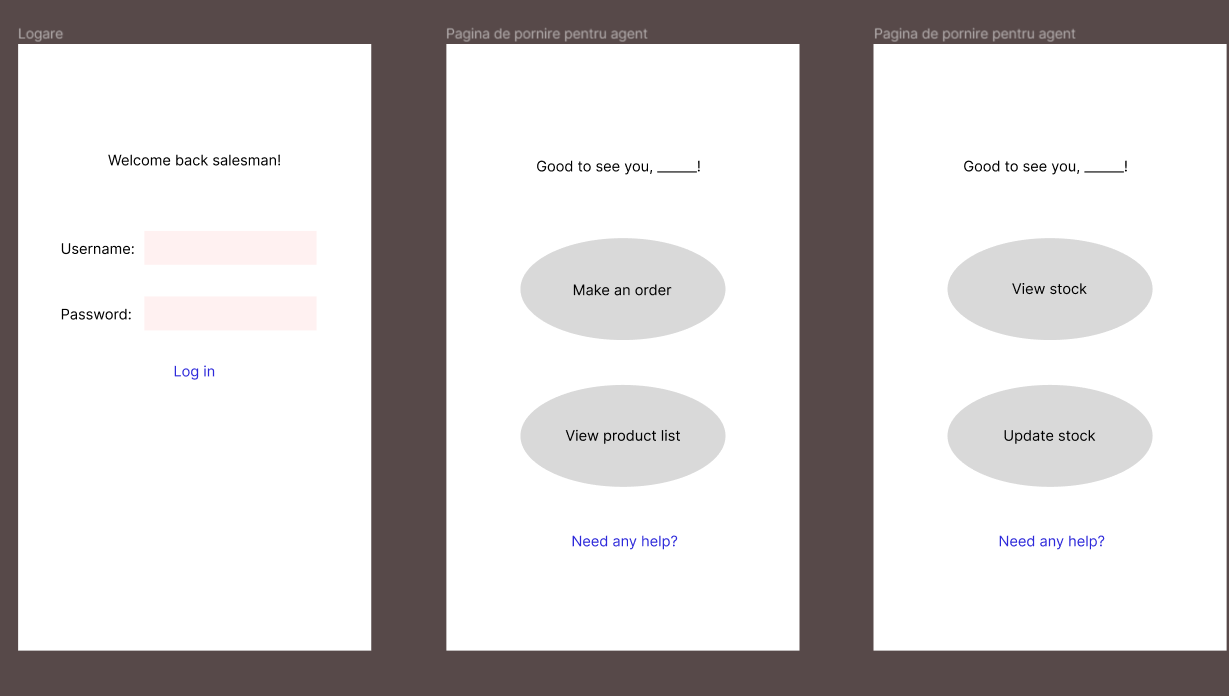 Logare
Welcome back salesman!
Username:
Password:
Log in
Pagina de pornire pentru agent
Good to see you, _____!
Make an order
View product list
Need any help?
Pagina de pornire pentru agent
Good to see you, _____!
View stock
Update stock
Need any help?